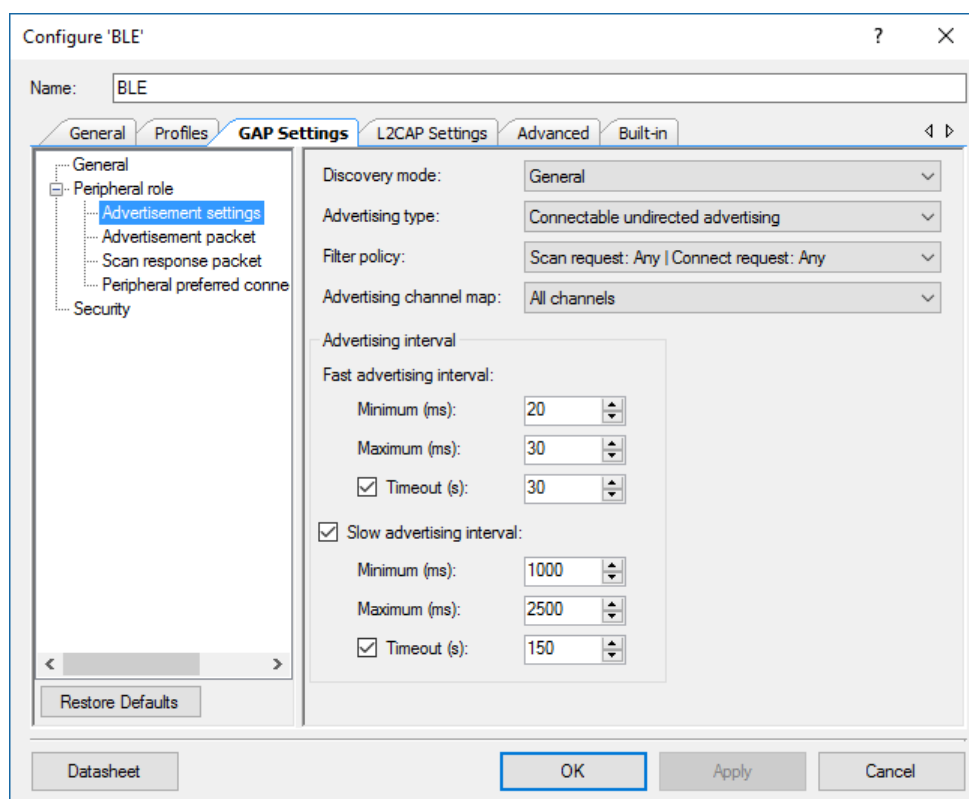 Configure 'BLE'
?
Name: BLE
General Profiles GAP Settings L2CAP Settings Advanced Built-in
General
Peripheral role
Advertisement settings
Advertisement packet
Scan response packet
Peripheral preferred conne
Security
Restore Defaults
Discovery mode: General
Advertising type: Connectable undirected advertising
Filter policy: Scan request: Any | Connect request: Any
Advertising channel map: All channels
Advertising interval
Fast advertising interval:
Minimum (ms): 20
Maximum (ms): 30
Timeout (s): 30
Slow advertising interval:
Minimum (ms): 1000
Maximum (ms): 2500
Timeout (s): 150
Datasheet OK Apply Cancel